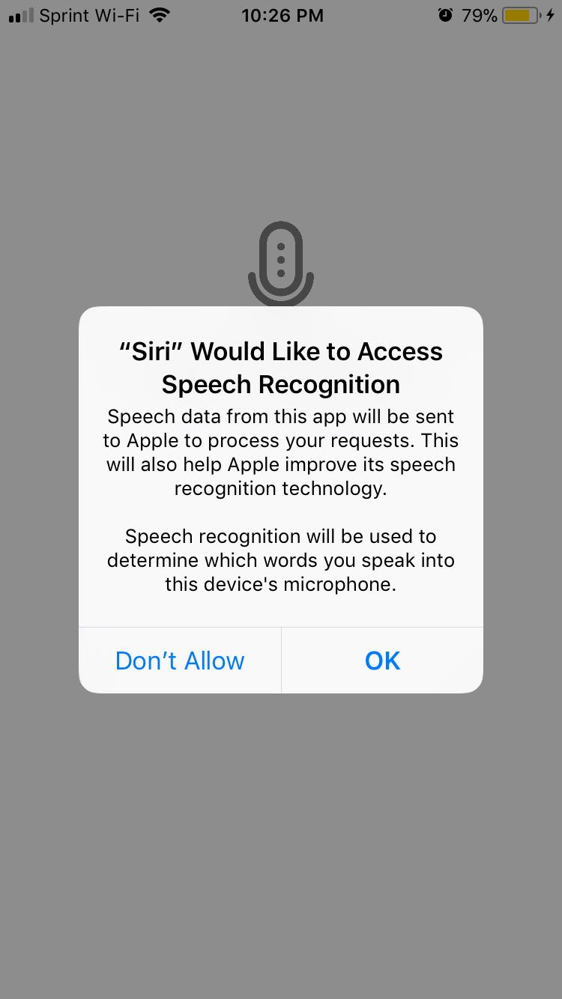 Sprint Wi-Fi 10:26 PM 79%
“Siri” Would Like to Access
Speech Recognition
Speech data from this app will be sent
to Apple to process your requests. This
will also help Apple improve its speech
recognition technology.
Speech recognition will be used to
determine which words you speak into
this device's microphone.
Don’t Allow OK